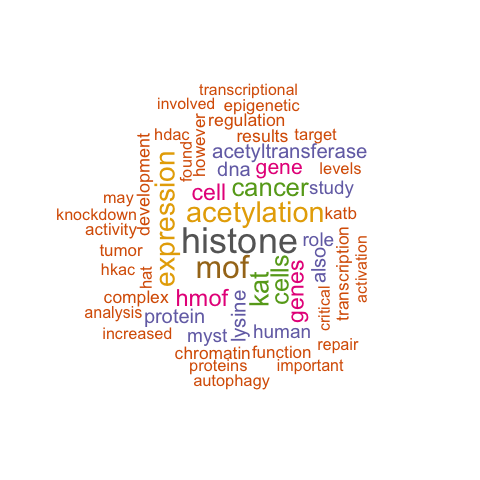 transcriptional
involved epigenetic
regulation
hdac however results target
found acetyltransferase
development dna gene levels
expression cell cancer study
may acetylation katb
knockdown
activity histone role
tumor mof also
hkac hat kat cells genes transcription activation
complex hmof lysine critical
analysis protein
increased myst human repair
chromatin function
proteins important
autophagy